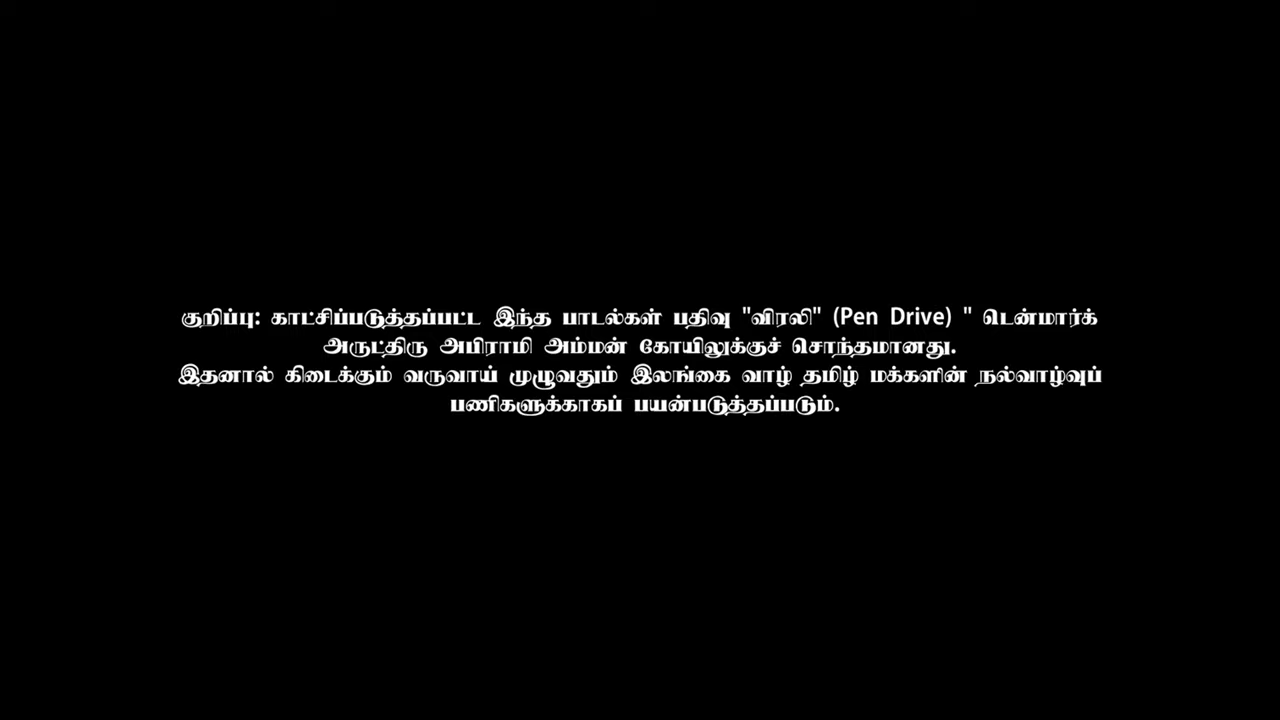 குறிப்பு: காட்சிப்படுத்தப்பட்ட இந்த பாடல்கள் பதிவு "விரலி" (Pen Drive) " டென்மார்க்
அருட்திரு அபிராமி அம்மன் கோயிலுக்குச் சொந்தமானது.
இதனால் கிடைக்கும் வருவாய் முழுவதும் இலங்கை வாழ் தமிழ் மக்களின் நல்வாழ்வுப்
பணிகளுக்காகப் பயன்படுத்தப்படும்.